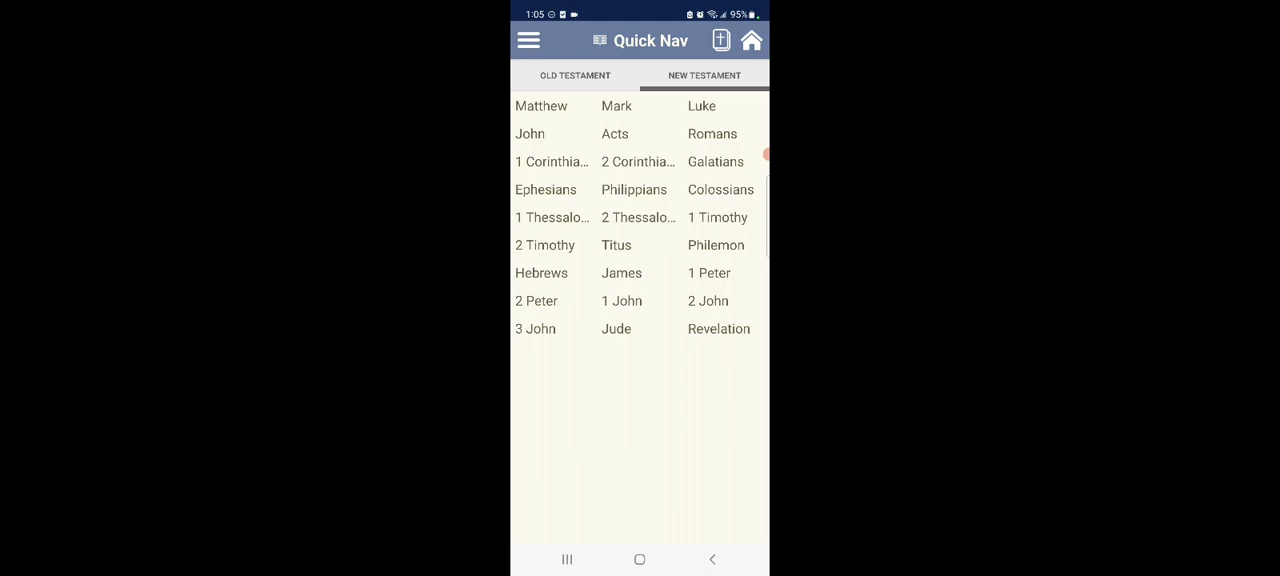 1:05 95%
Quick Nav
OLD TESTAMENT NEW TESTAMENT
Matthew Mark Luke
John Acts Romans
1 Corinthia... 2 Corinthia... Galatians
Ephesians Philippians Colossians
1 Thessalo... 2 Thessalo... 1 Timothy
2 Timothy Titus Philemon
Hebrews James 1 Peter
2 Peter 1 John 2 John
3 John Jude Revelation